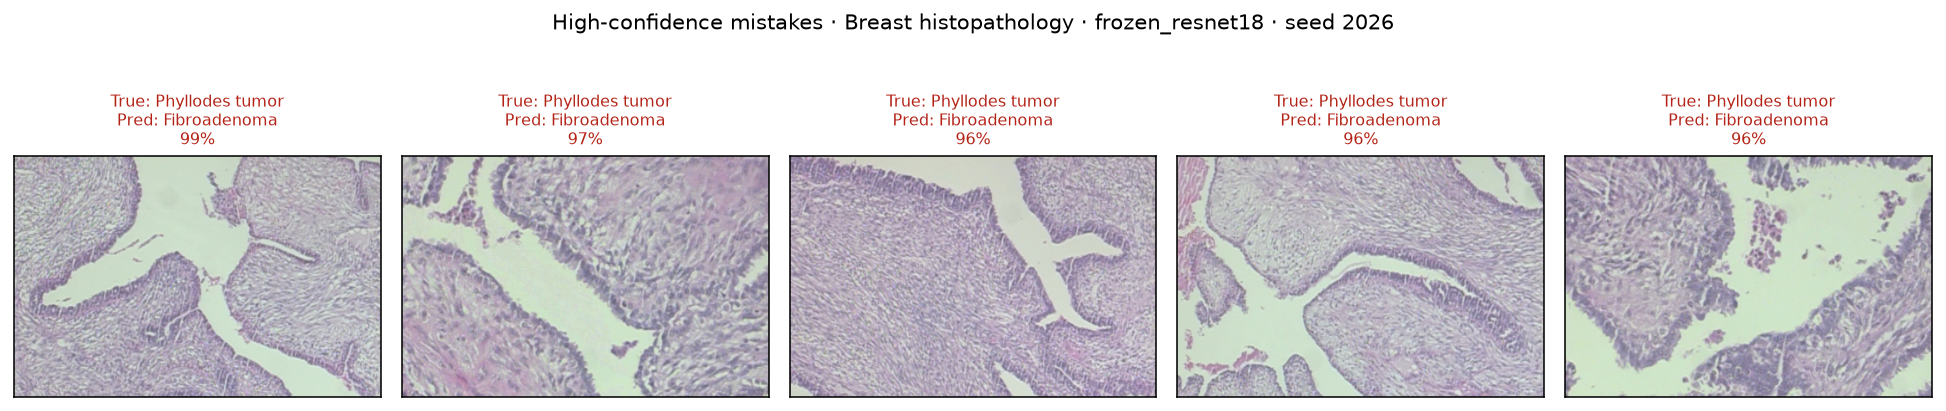 High-confidence mistakes · Breast histopathology · frozen_resnet18 · seed 2026
True: Phyllodes tumor
Pred: Fibroadenoma
99%
True: Phyllodes tumor
Pred: Fibroadenoma
97%
True: Phyllodes tumor
Pred: Fibroadenoma
96%
True: Phyllodes tumor
Pred: Fibroadenoma
96%
True: Phyllodes tumor
Pred: Fibroadenoma
96%